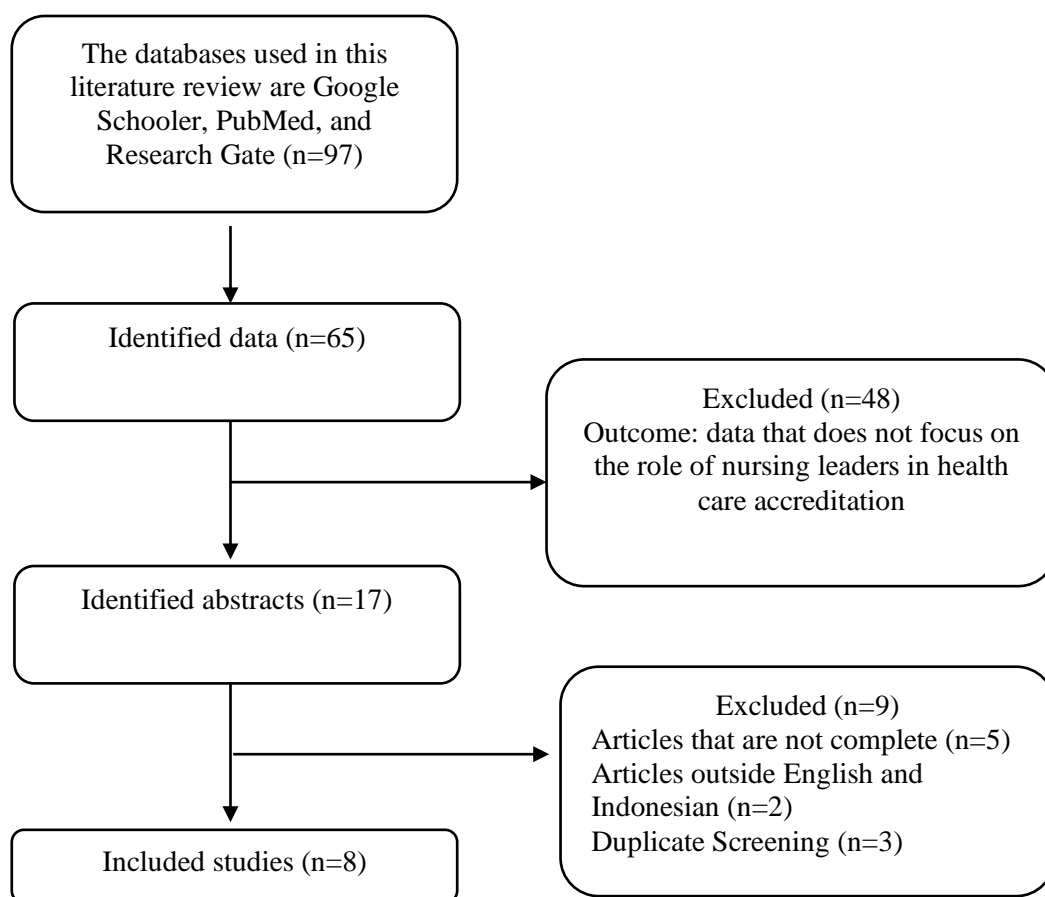 The databases used in this
literature review are Google
Schooler, PubMed, and
Research Gate (n=97)
Identified data (n=65)
Excluded (n=48)
Outcome: data that does not focus on
the role of nursing leaders in health
care accreditation
Identified abstracts (n=17)
Excluded (n=9)
Articles that are not complete (n=5)
Articles outside English and
Indonesian (n=2)
Duplicate Screening (n=3)
Included studies (n=8)